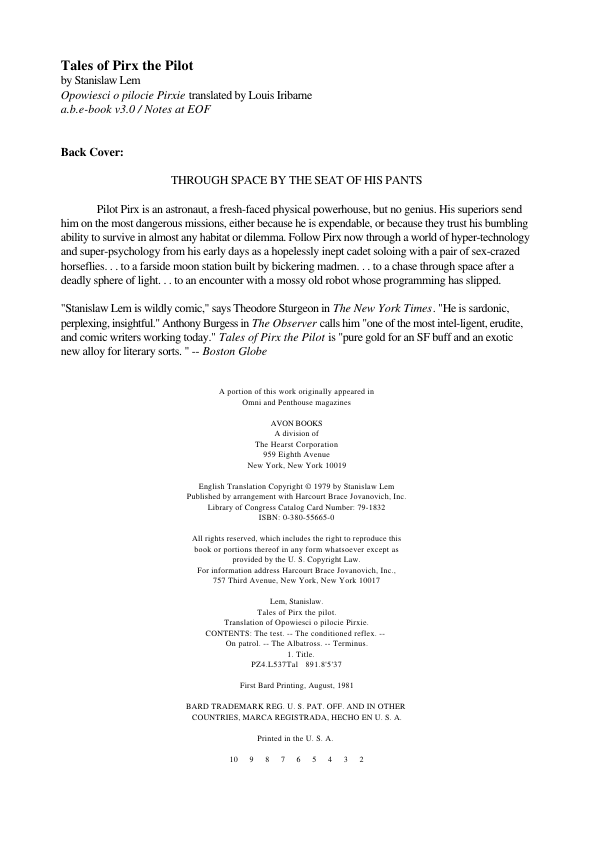 Tales of Pirx the Pilot
by Stanislaw Lem
Opowiesci o pilocie Pirxie translated by Louis Iribarne
a.b.e-book v3.0 / Notes at EOF
Back Cover:
THROUGH SPACE BY THE SEAT OF HIS PANTS
Pilot Pirx is an astronaut, a fresh-faced physical powerhouse, but no genius. His superiors send
him on the most dangerous missions, either because he is expendable, or because they trust his bumbling
ability to survive in almost any habitat or dilemma. Follow Pirx now through a world of hyper-technology
and super-psychology from his early days as a hopelessly inept cadet soloing with a pair of sex-crazed
horseflies. . . to a farside moon station built by bickering madmen. . . to a chase through space after a
deadly sphere of light. . . to an encounter with a mossy old robot whose programming has slipped.
"Stanislaw Lem is wildly comic," says Theodore Sturgeon in The New York Times. "He is sardonic,
perplexing, insightful." Anthony Burgess in The Observer calls him "one of the most intel-ligent, erudite,
and comic writers working today." Tales of Pirx the Pilot is "pure gold for an SF buff and an exotic
new alloy for literary sorts. " -- Boston Globe
A portion of this work originally appeared in
Omni and Penthouse magazines
AVON BOOKS
A division of
The Hearst Corporation
959 Eighth Avenue
New York, New York 10019
English Translation Copyright © 1979 by Stanislaw Lem
Published by arrangement with Harcourt Brace Jovanovich, Inc.
Library of Congress Catalog Card Number: 79-1832
ISBN: 0-380-55665-0
All rights reserved, which includes the right to reproduce this
book or portions thereof in any form whatsoever except as
provided by the U. S. Copyright Law.
For information address Harcourt Brace Jovanovich, Inc.,
757 Third Avenue, New York, New York 10017
Lem, Stanislaw.
Tales of Pirx the pilot.
Translation of Opowiesci o pilocie Pirxie.
CONTENTS: The test. -- The conditioned reflex. --
On patrol. -- The Albatross. -- Terminus.
1. Title.
PZ4.L537Tal 891.8'5'37
First Bard Printing, August, 1981
BARD TRADEMARK REG. U. S. PAT. OFF. AND IN OTHER
COUNTRIES, MARCA REGISTRADA, HECHO EN U. S. A.
Printed in the U. S. A.
10 9 8 7 6 5 4 3 2